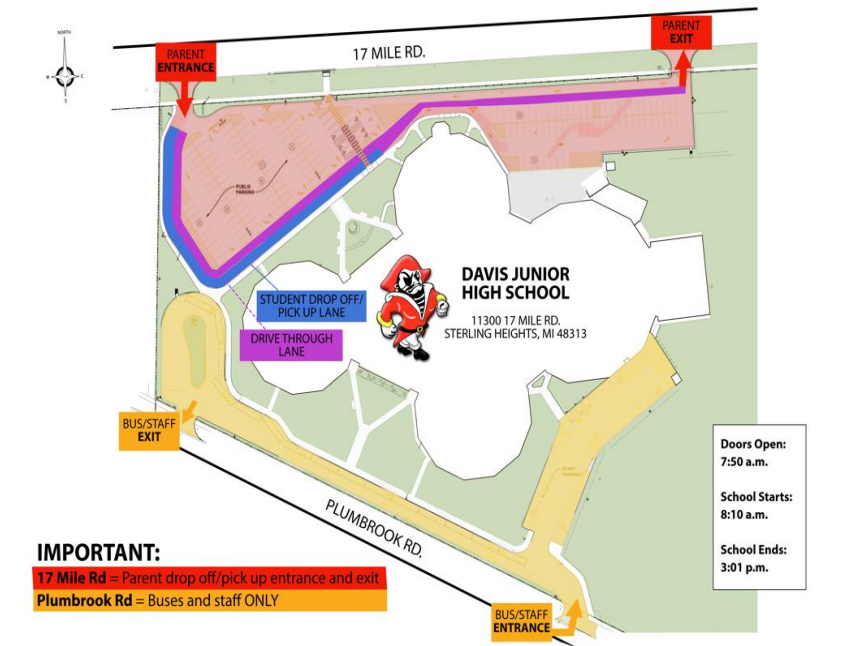 NORTH
W
E
S
PARENT
ENTRANCE
17 MILE RD.
PARENT
EXIT
PUBLIC
PARKING
DAVIS JUNIOR
HIGH SCHOOL
11300 17 MILE RD.
STERLING HEIGHTS, MI 48313
STUDENT DROP OFF/
PICK UP LANE
DRIVE THROUGH
LANE
BUS/STAFF
EXIT
STAFF
PARKING
PLUMBROOK RD.
Doors Open:
7:50 a.m.
School Starts:
8:10 a.m.
School Ends:
3:01 p.m.
IMPORTANT:
17 Mile Rd = Parent drop off/pick up entrance and exit
Plumbrook Rd = Buses and staff ONLY
BUS/STAFF
ENTRANCE